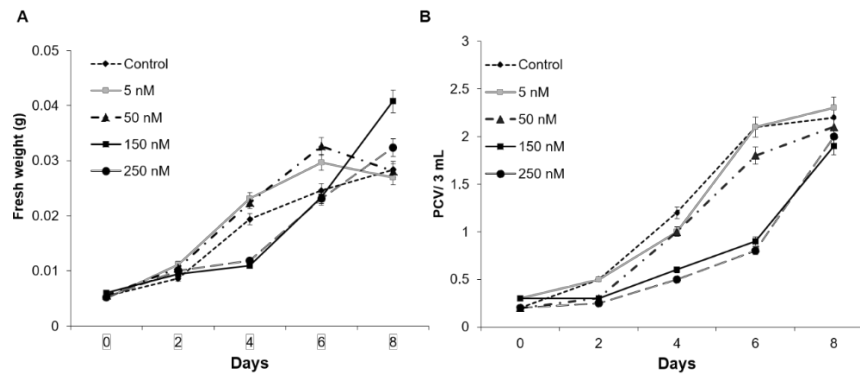 A
0.05
0.04
0.03
0.02
0.01
0
Fresh weight (g)
Control
5 nM
50 nM
150 nM
250 nM
0 2 4 6 8
Days
B
3
2.5
2
1.5
1
0.5
0
PCV/ 3 mL
Control
5 nM
50 nM
150 nM
250 nM
0 2 4 6 8
Days